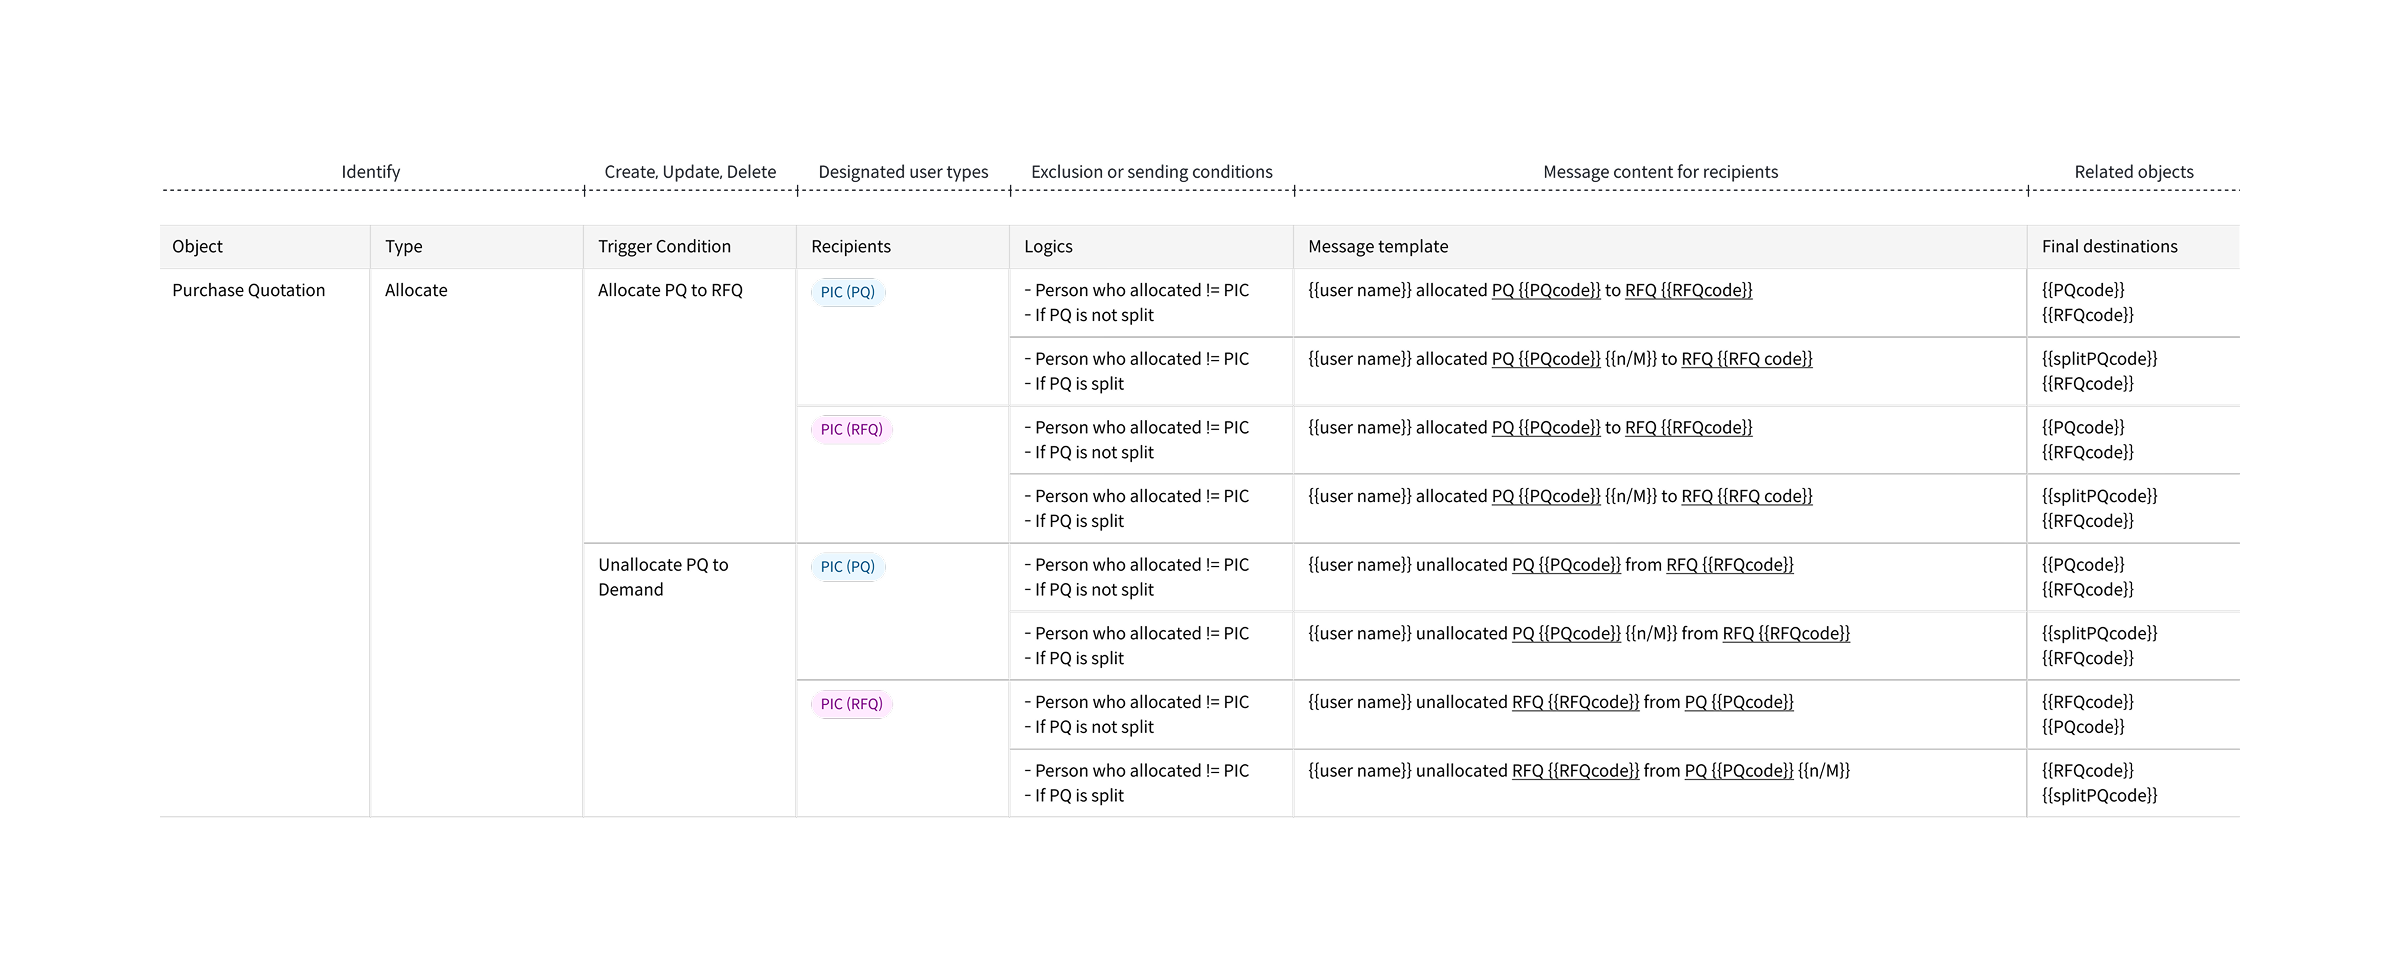 Identify
Create, Update, Delete
Designated user types
Exclusion or sending conditions
Message content for recipients
Related objects
Object
Type
Trigger Condition
Recipients
Logics
Message template
Final destinations
Purchase Quotation
Allocate
Allocate PQ to RFQ
PIC (PQ)
- Person who allocated != PIC
- If PQ is not split
{{user name}} allocated PQ {{PQcode}} to RFQ {{RFQcode}}
{{PQcode}}
{{RFQcode}}
- Person who allocated != PIC
- If PQ is split
{{user name}} allocated PQ {{PQcode}} {{n/M}} to RFQ {{RFQ code}}
{{splitPQcode}}
{{RFQcode}}
PIC (RFQ)
- Person who allocated != PIC
- If PQ is not split
{{user name}} allocated PQ {{PQcode}} to RFQ {{RFQcode}}
{{PQcode}}
{{RFQcode}}
- Person who allocated != PIC
- If PQ is split
{{user name}} allocated PQ {{PQcode}} {{n/M}} to RFQ {{RFQ code}}
{{splitPQcode}}
{{RFQcode}}
Unallocate PQ to
Demand
PIC (PQ)
- Person who allocated != PIC
- If PQ is not split
{{user name}} unallocated PQ {{PQcode}} from RFQ {{RFQcode}}
{{PQcode}}
{{RFQcode}}
- Person who allocated != PIC
- If PQ is split
{{user name}} unallocated PQ {{PQcode}} {{n/M}} from RFQ {{RFQcode}}
{{splitPQcode}}
{{RFQcode}}
PIC (RFQ)
- Person who allocated != PIC
- If PQ is not split
{{user name}} unallocated RFQ {{RFQcode}} from PQ {{PQcode}}
{{RFQcode}}
{{PQcode}}
- Person who allocated != PIC
- If PQ is split
{{user name}} unallocated RFQ {{RFQcode}} from PQ {{PQcode}} {{n/M}}
{{RFQcode}}
{{splitPQcode}}